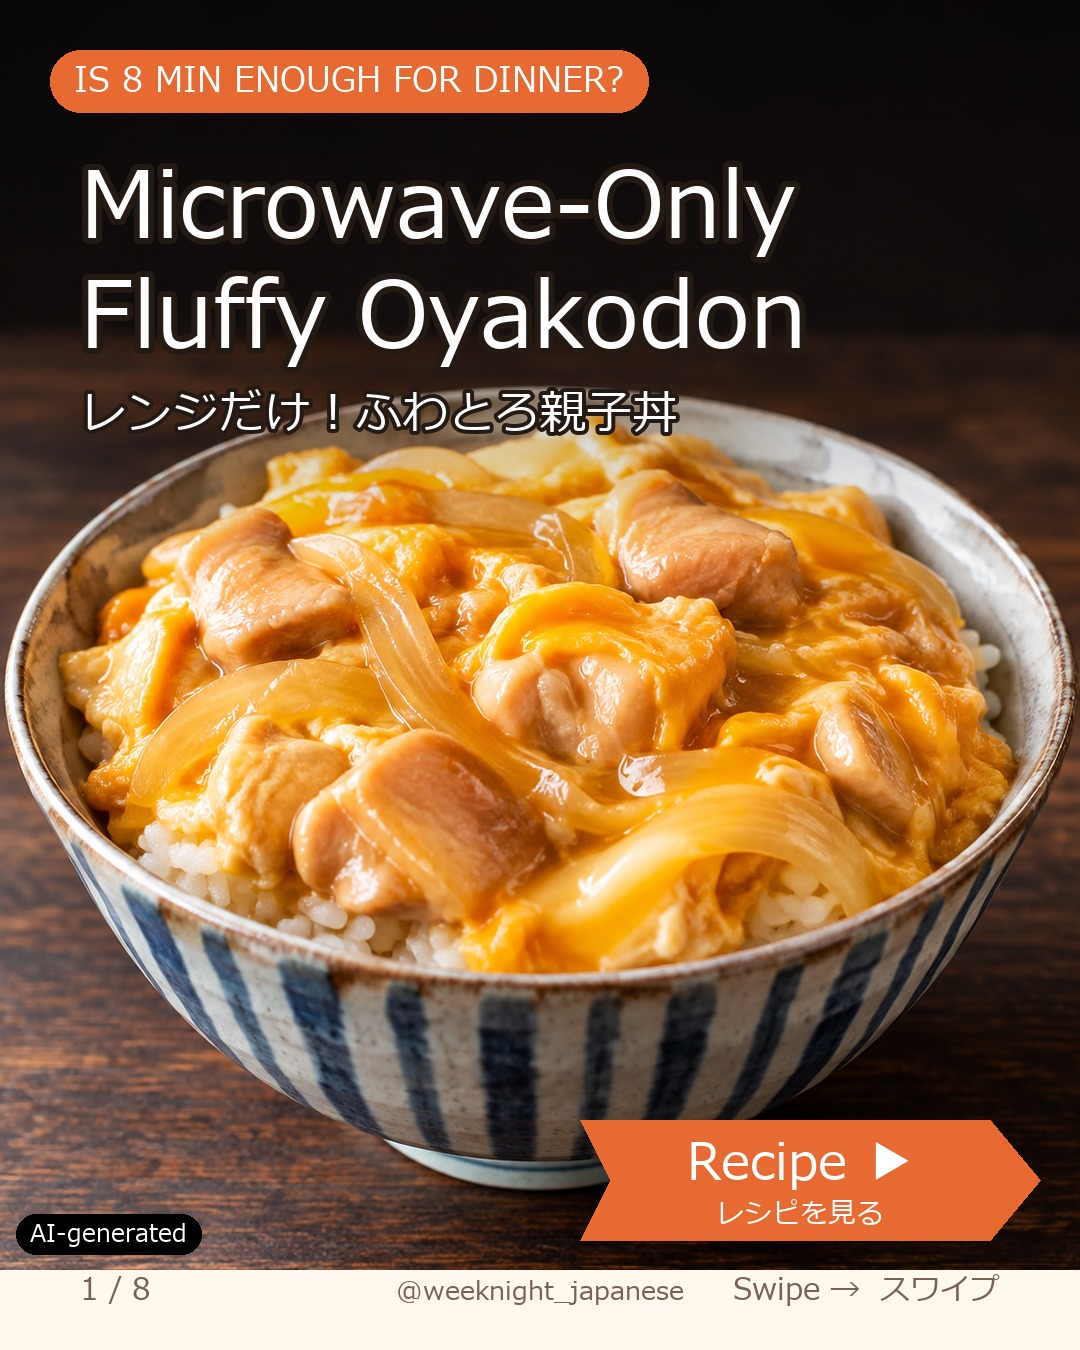 IS 8 MIN ENOUGH FOR DINNER?
Microwave-Only
Fluffy Oyakodon
レンジだけ！ふわとろ親子丼
Recipe ▶
レシピを見る
AI-generated
1 / 8
@weeknight_japanese
Swipe → スワイプ